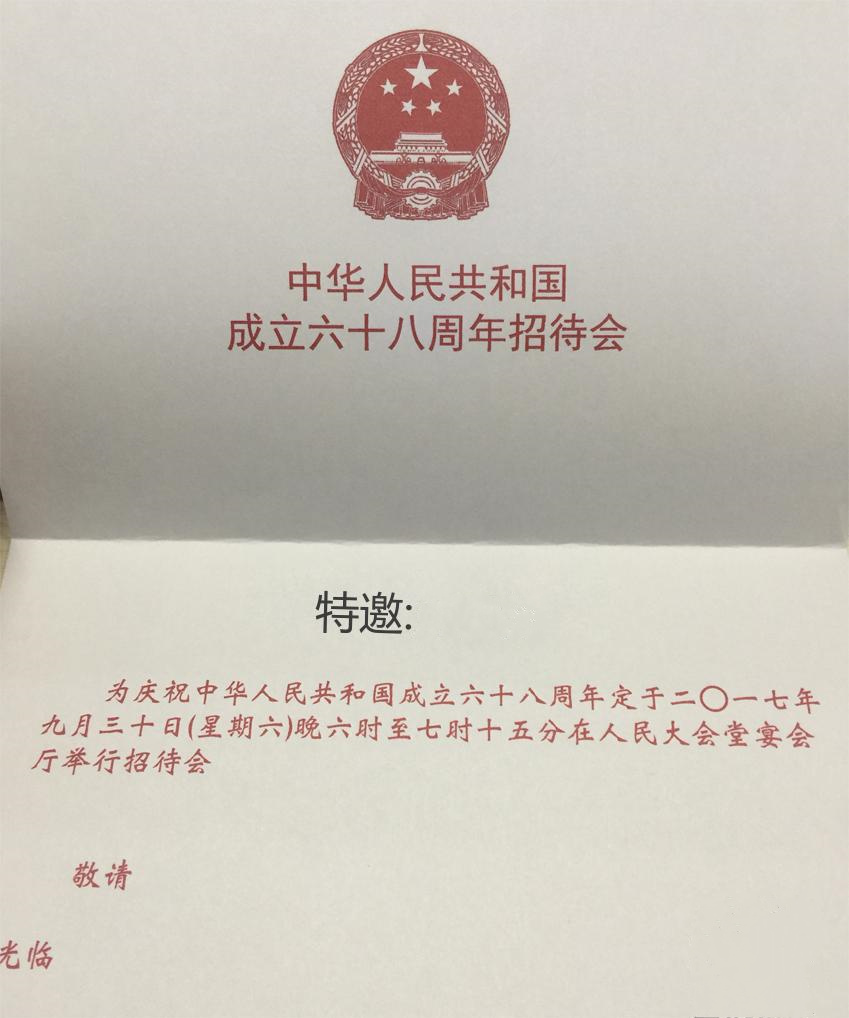 中华人民共和国
成立六十八周年招待会
特邀:
为庆祝中华人民共和国成立六十八周年定于二〇一七年
九月三十日(星期六)晚六时至七时十五分在人民大会堂宴会
厅举行招待会
敬请
光临